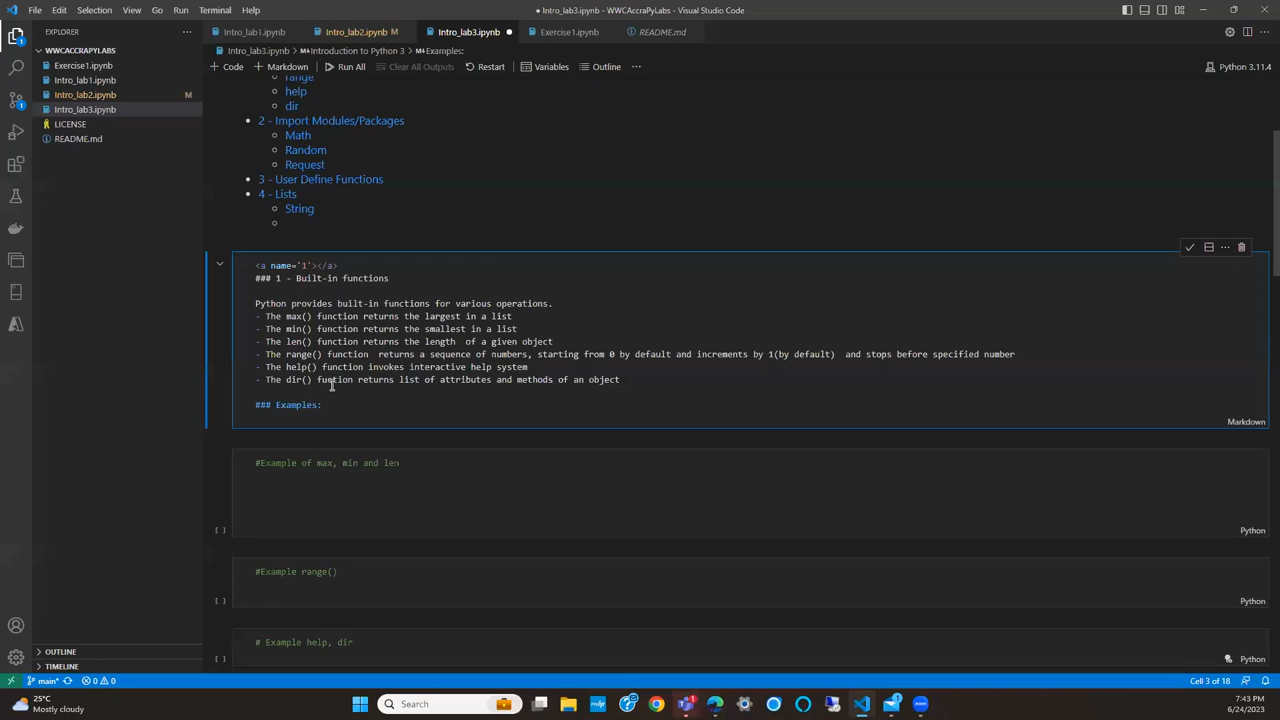 File Edit Selection View Go Run Terminal Help
● Intro_lab3.ipynb - WWCAccraPyLabs - Visual Studio Code
EXPLORER ···
Intro_lab1.ipynb Intro_lab2.ipynb M Intro_lab3.ipynb ● Exercise1.ipynb README.md
WWCACCRAPYLABS
Exercise1.ipynb
Intro_lab1.ipynb
Intro_lab2.ipynb M
Intro_lab3.ipynb
LICENSE
README.md
Intro_lab3.ipynb > Introduction to Python 3 > Examples:
+ Code + Markdown Run All Clear All Outputs Restart Variables Outline ··· Python 3.11.4
range
help
dir
2 - Import Modules/Packages
Math
Random
Request
3 - User Define Functions
4 - Lists
String
<a name='1'></a>
### 1 - Built-in functions
Python provides built-in functions for various operations.
- The max() function returns the largest in a list
- The min() function returns the smallest in a list
- The len() function returns the length  of a given object
- The range() function  returns a sequence of numbers, starting from 0 by default and increments by 1(by default)  and stops before specified number
- The help() function invokes interactive help system
- The dir() fuction returns list of attributes and methods of an object
### Examples:
Markdown
#Example of max, min and len
[ ] Python
#Example range()
[ ] Python
# Example help, dir
[ ] Python
OUTLINE
TIMELINE
main* 0 0 Cell 3 of 18
25°C
Mostly cloudy
Search
7:43 PM
6/24/2023